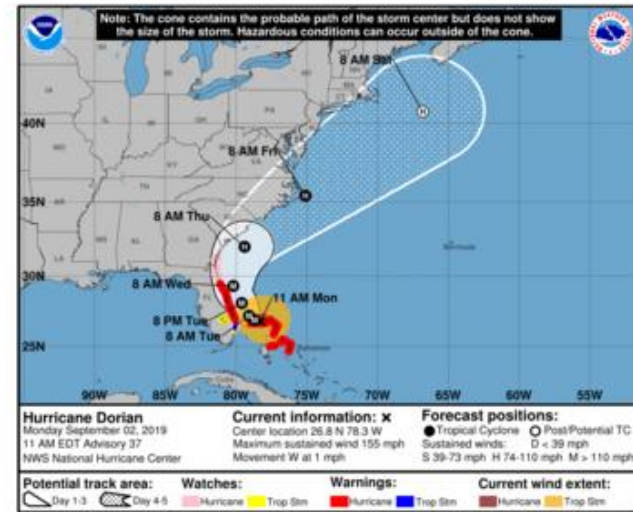 Note: The cone contains the probable path of the storm center but does not show
the size of the storm. Hazardous conditions can occur outside of the cone.
NOAA
8 AM Sat
40N
8 AM Fri
35N
8 AM Thu
Bermuda
30N
8 AM Wed
11 AM Mon
8 PM Tue
8 AM Tue
25N
90W 85W 80W 75W 70W 65W 60W 55W
Hurricane Dorian
Monday September 02, 2019
11 AM EDT Advisory 37
NWS National Hurricane Center
Current information: x
Center location 26.8 N 78.3 W
Maximum sustained wind 155 mph
Movement W at 1 mph
Forecast positions:
Tropical Cyclone Post/Potential TC
Sustained winds: D < 39 mph
S 39-73 mph H 74-110 mph M > 110 mph
Potential track area:
Day 1-3 Day 4-5
Watches:
Hurricane Trop Stm
Warnings:
Hurricane Trop Stm
Current wind extent:
Hurricane Trop Stm